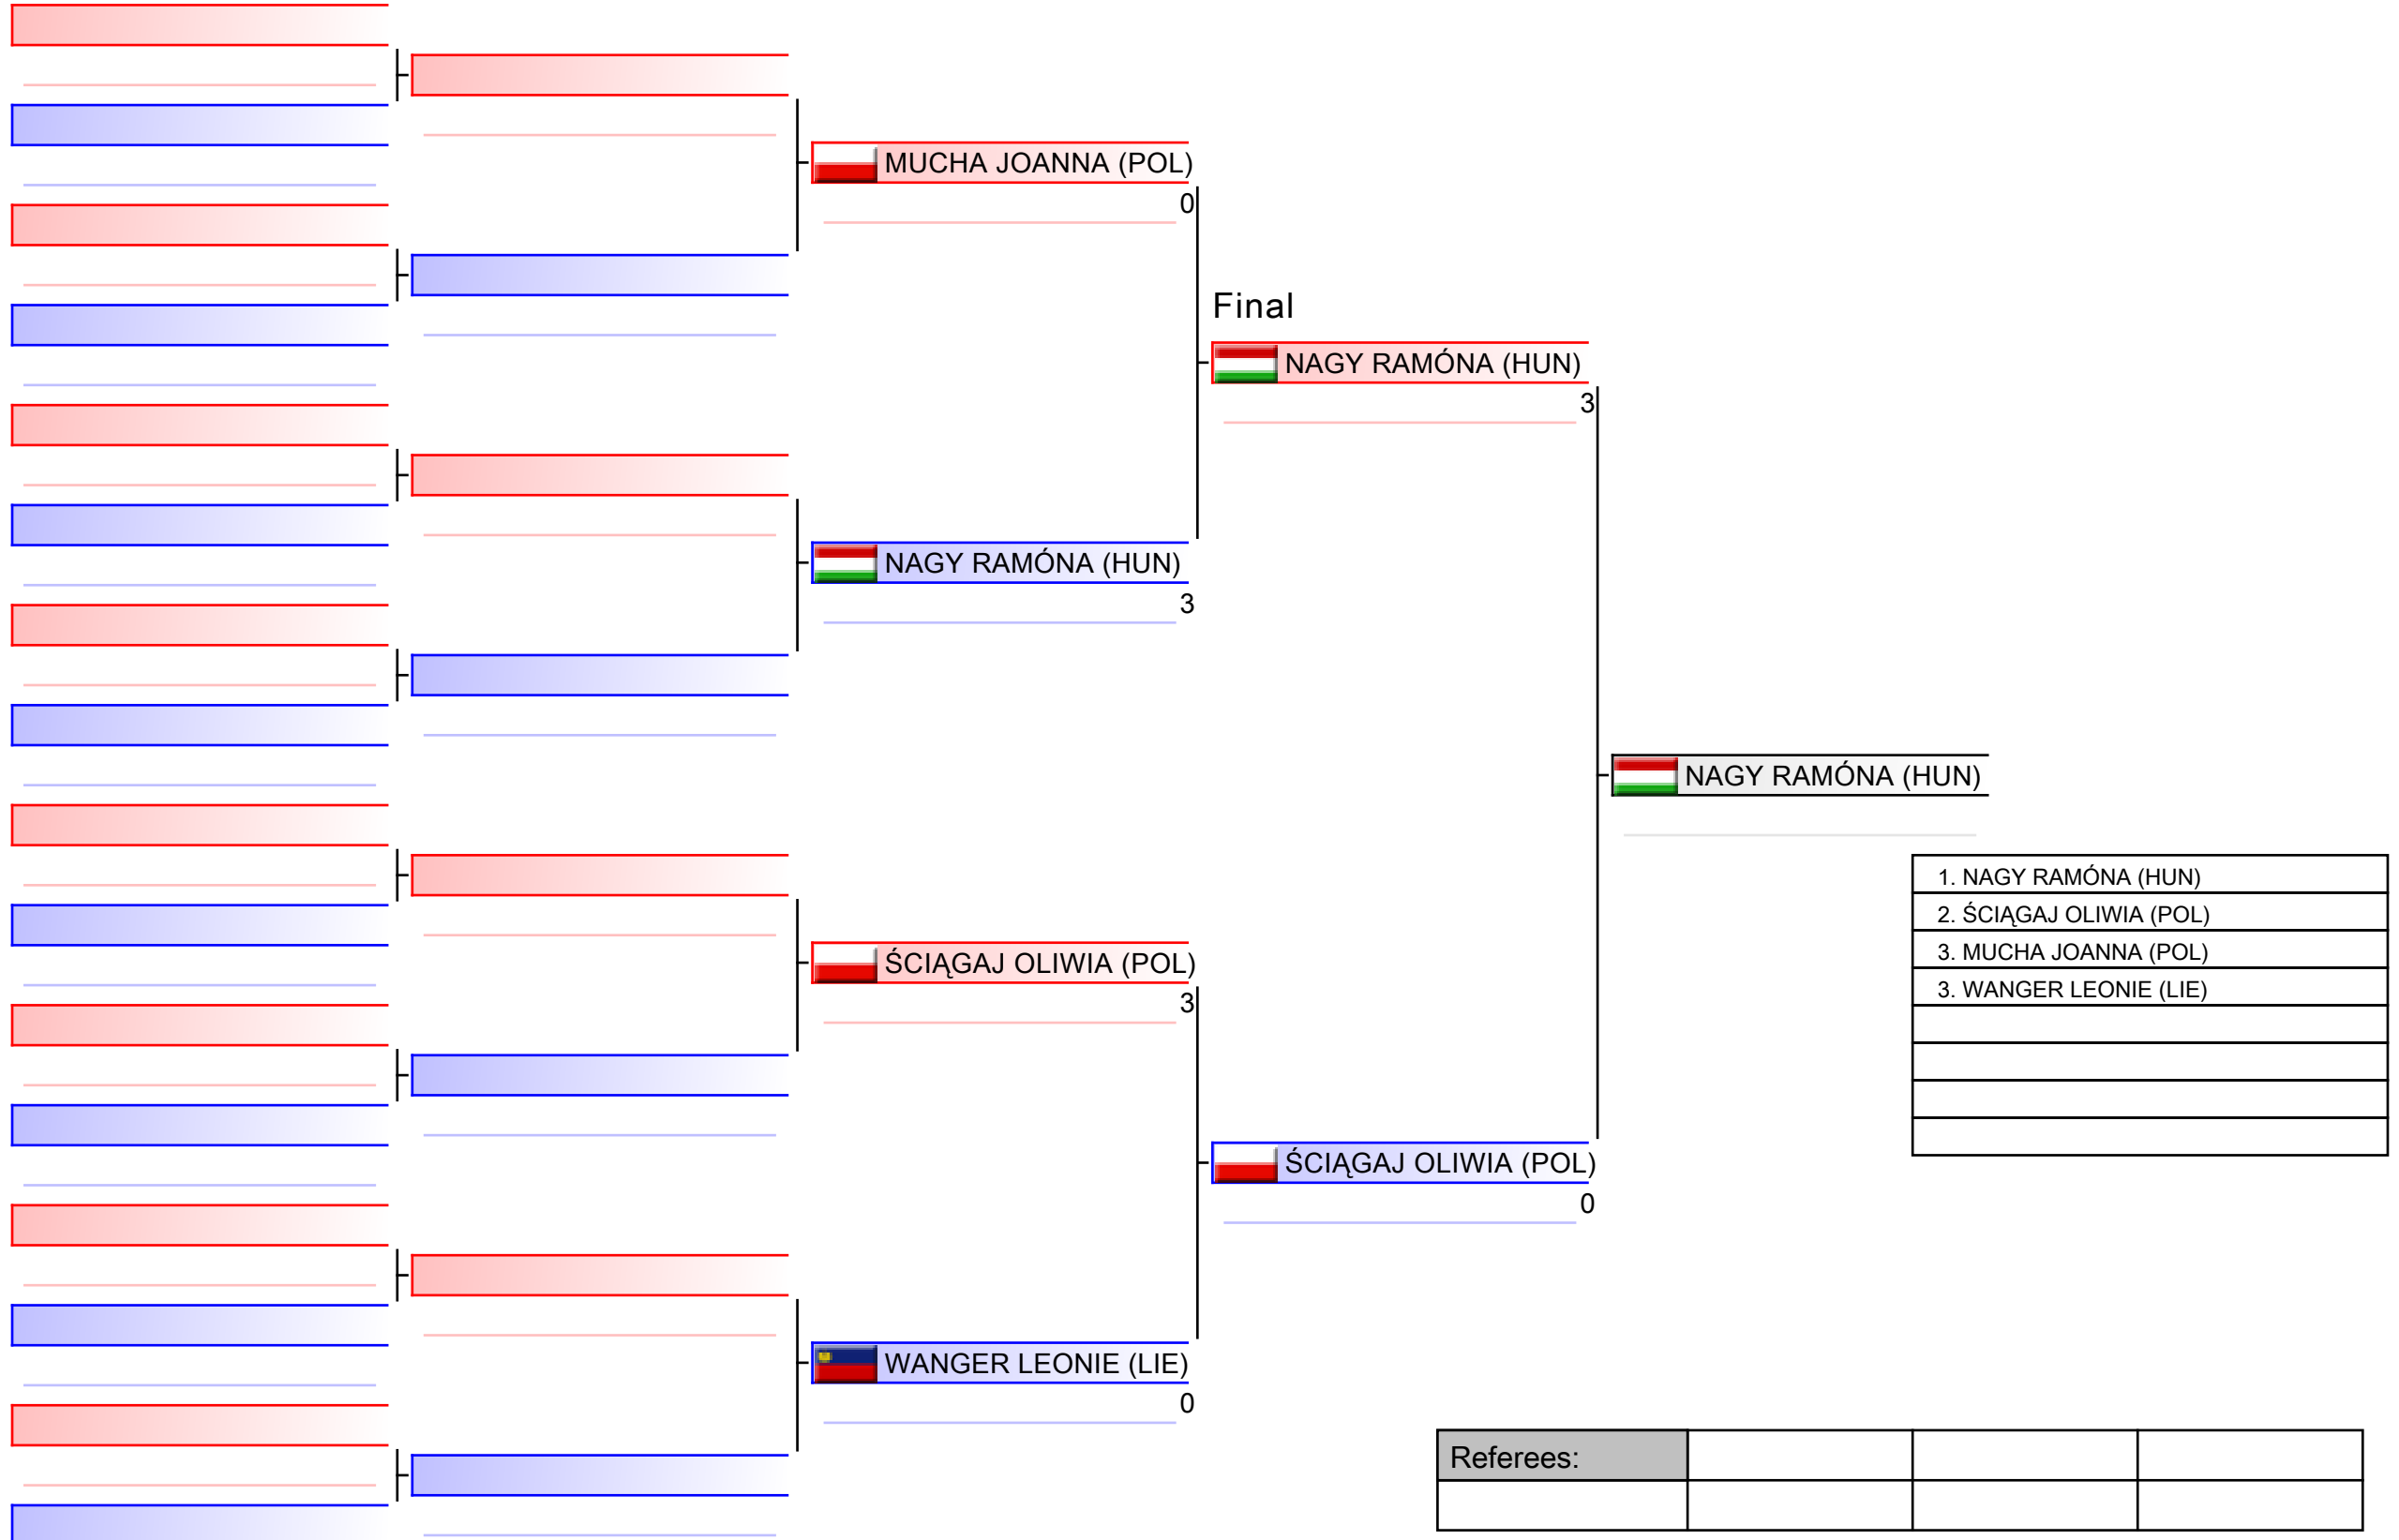 MUCHA JOANNA (POL)
0
Final
NAGY RAMÓNA (HUN)
3
NAGY RAMÓNA (HUN)
3
NAGY RAMÓNA (HUN)
1. NAGY RAMÓNA (HUN)
2. ŚCIĄGAJ OLIWIA (POL)
3. MUCHA JOANNA (POL)
3. WANGER LEONIE (LIE)
ŚCIĄGAJ OLIWIA (POL)
3
ŚCIĄGAJ OLIWIA (POL)
0
WANGER LEONIE (LIE)
0
Referees: